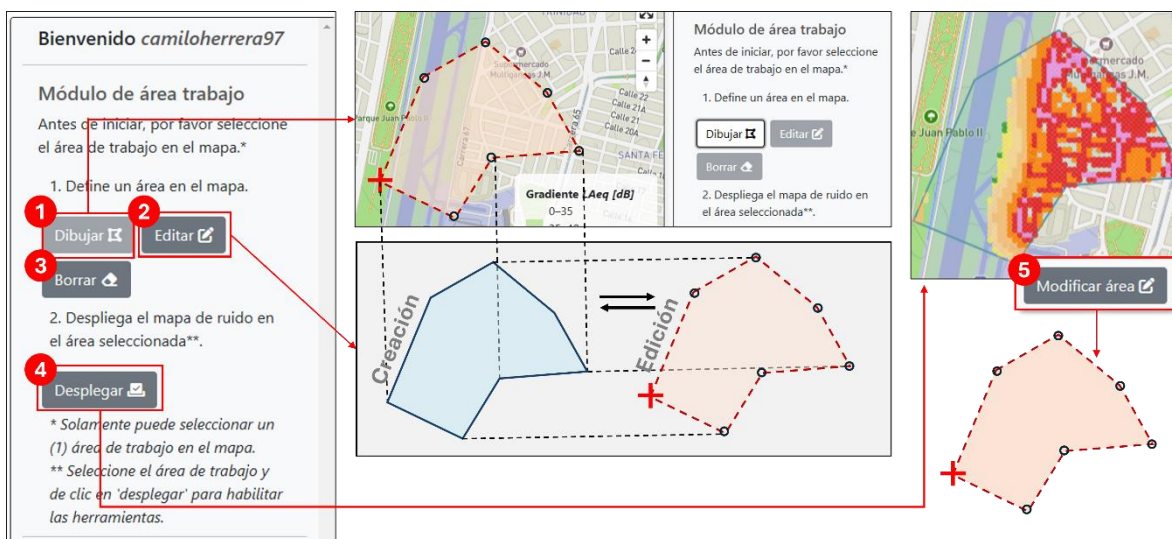 Bienvenido camiloherrera97
Módulo de área trabajo
Antes de iniciar, por favor seleccione
el área de trabajo en el mapa.*
1. Define un área en el mapa.
1
Dibujar
2
Editar
3
Borrar
2. Despliega el mapa de ruido en
el área seleccionada**.
4
Desplegar
* Solamente puede seleccionar un
(1) área de trabajo en el mapa.
** Seleccione el área de trabajo y
de clic en 'desplegar' para habilitar
las herramientas.
TRINIDAD
Supermercado
Multigangas J.M.
Parque Juan Pablo II
Carrera 67
Carrera 65
Calle 22
Calle 21A
Calle 21
Calle 20A
SANTA FE
+
−
Gradiente LAeq [dB]
0–35
Módulo de área trabajo
Antes de iniciar, por favor seleccione
el área de trabajo en el mapa.*
1. Define un área en el mapa.
Dibujar
Editar
Borrar
2. Despliega el mapa de ruido en
el área seleccionada**.
Creación
Edición
Supermercado
J.M.
ue Juan Pablo II
5
Modificar área